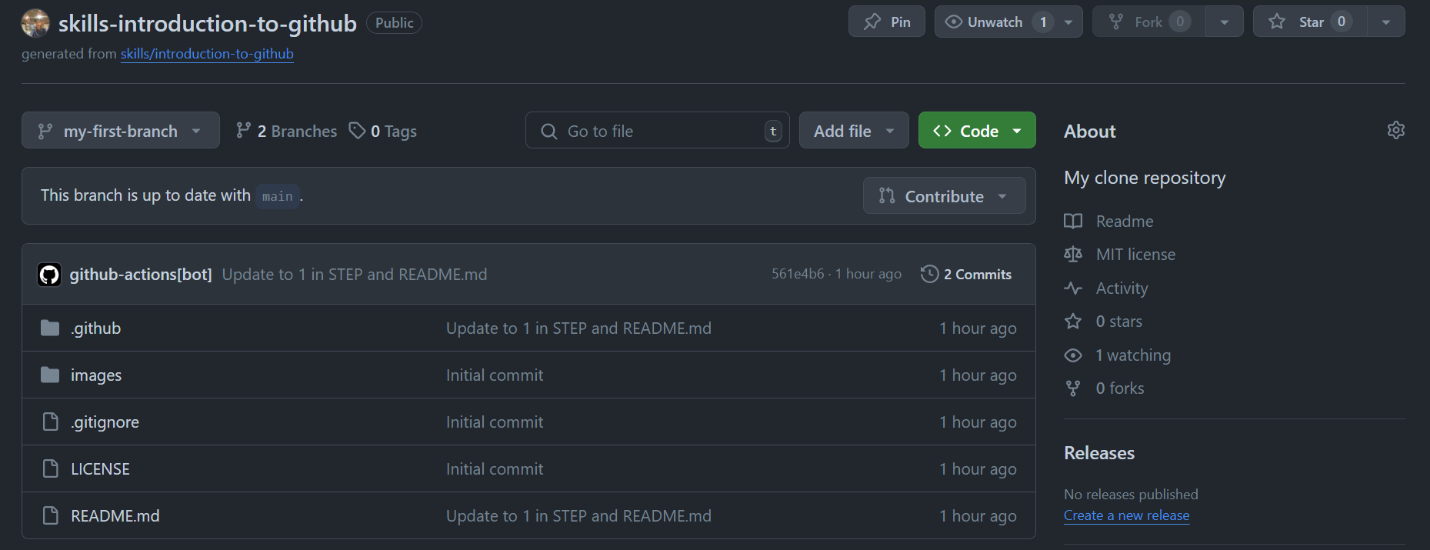 skills-introduction-to-github Public Pin Unwatch 1 Fork 0 Star 0
generated from skills/introduction-to-github
my-first-branch 2 Branches 0 Tags Go to file t Add file Code
This branch is up to date with main. Contribute
github-actions[bot] Update to 1 in STEP and README.md 561e4b6 · 1 hour ago 2 Commits
.github Update to 1 in STEP and README.md 1 hour ago
images Initial commit 1 hour ago
.gitignore Initial commit 1 hour ago
LICENSE Initial commit 1 hour ago
README.md Update to 1 in STEP and README.md 1 hour ago
About
My clone repository
Readme
MIT license
Activity
0 stars
1 watching
0 forks
Releases
No releases published
Create a new release